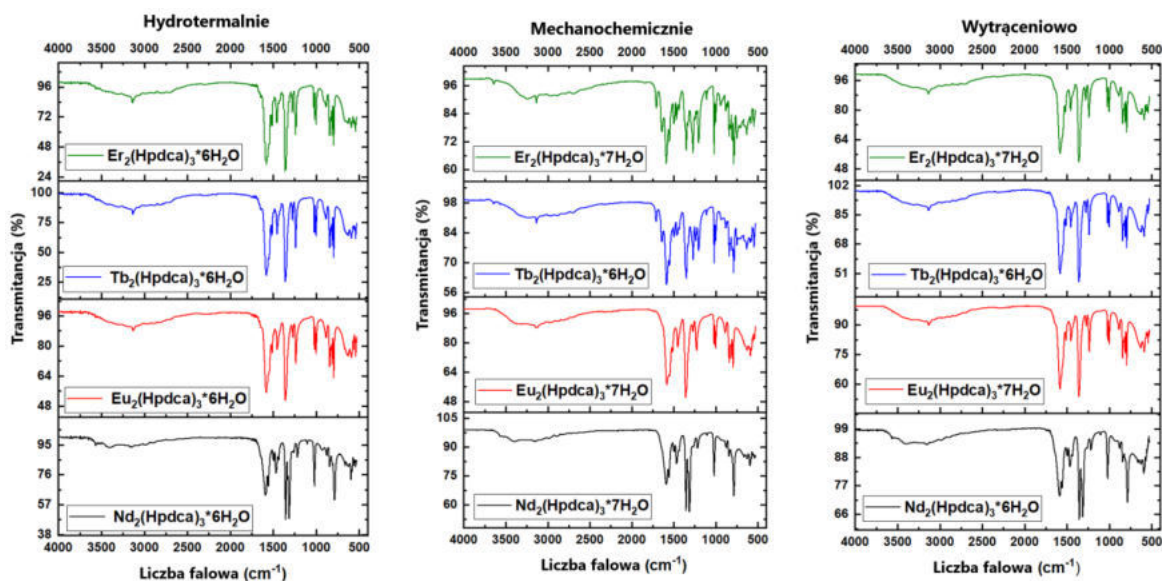 Hydrotermalnie
4000 3500 3000 2500 2000 1500 1000 500
96
72
48
24
Er2(Hpdca)3*6H2O
100
75
50
25
Tb2(Hpdca)3*6H2O
96
80
64
48
Eu2(Hpdca)3*6H2O
95
76
57
38
Nd2(Hpdca)3*6H2O
4000 3500 3000 2500 2000 1500 1000 500
Transmitancja (%)
Liczba falowa (cm-1)
Mechanochemicznie
4000 3500 3000 2500 2000 1500 1000 500
96
84
72
60
Er2(Hpdca)3*7H2O
98
84
70
56
Tb2(Hpdca)3*6H2O
96
80
64
48
Eu2(Hpdca)3*7H2O
105
90
75
60
Nd2(Hpdca)3*7H2O
4000 3500 3000 2500 2000 1500 1000 500
Transmitancja (%)
Liczba falowa (cm-1)
Wytrąceniowo
4000 3500 3000 2500 2000 1500 1000 500
96
80
64
48
Er2(Hpdca)3*7H2O
102
85
68
51
Tb2(Hpdca)3*6H2O
90
75
60
Eu2(Hpdca)3*7H2O
99
88
77
66
Nd2(Hpdca)3*6H2O
4000 3500 3000 2500 2000 1500 1000 500
Transmitancja (%)
Liczba falowa (cm-1)